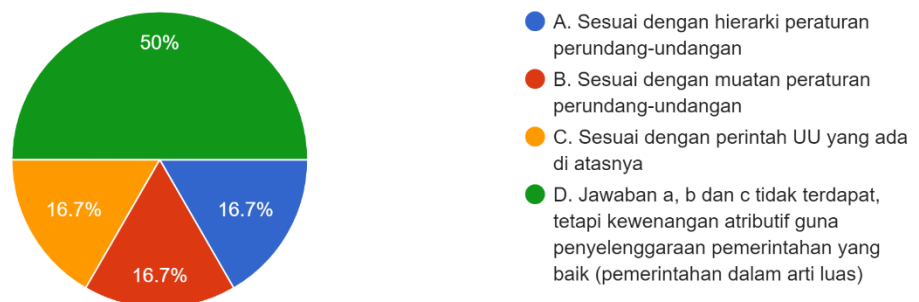 50%
16.7%
16.7%
16.7%
A. Sesuai dengan hierarki peraturan
perundang-undangan
B. Sesuai dengan muatan peraturan
perundang-undangan
C. Sesuai dengan perintah UU yang ada
di atasnya
D. Jawaban a, b dan c tidak terdapat,
tetapi kewenangan atributif guna
penyelenggaraan pemerintahan yang
baik (pemerintahan dalam arti luas)